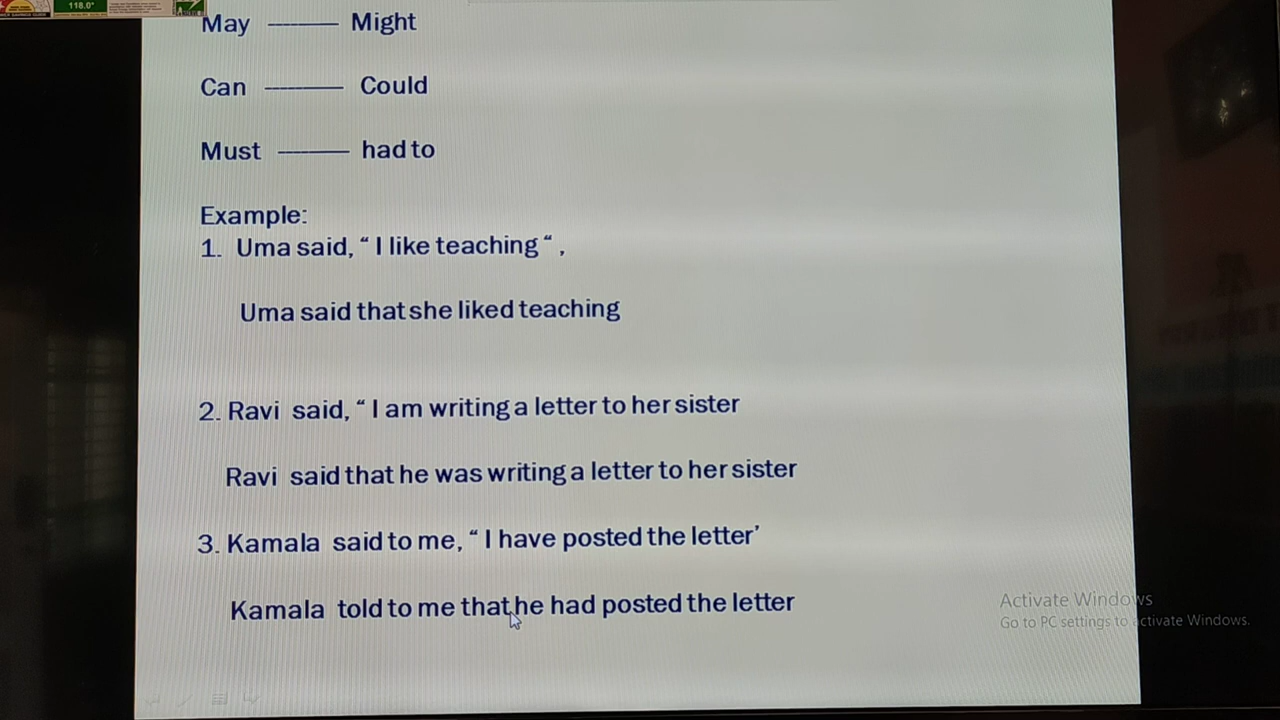 118.0°
May ——— Might
Can ——— Could
Must ——— had to
Example:
1. Uma said, “ I like teaching “ ,
Uma said that she liked teaching
2. Ravi said, “ I am writing a letter to her sister
Ravi said that he was writing a letter to her sister
3. Kamala said to me, “ I have posted the letter’
Kamala told to me that he had posted the letter
Activate Windows
Go to PC settings to activate Windows.